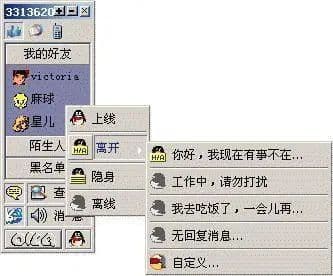 3313620
我的好友
victoria
麻球
星儿
陌生人
黑名单
查
消息
上线
离开
隐身
离线
你好，我现在有事不在...
工作中，请勿打扰
我去吃饭了，一会儿再...
无回复消息...
自定义...